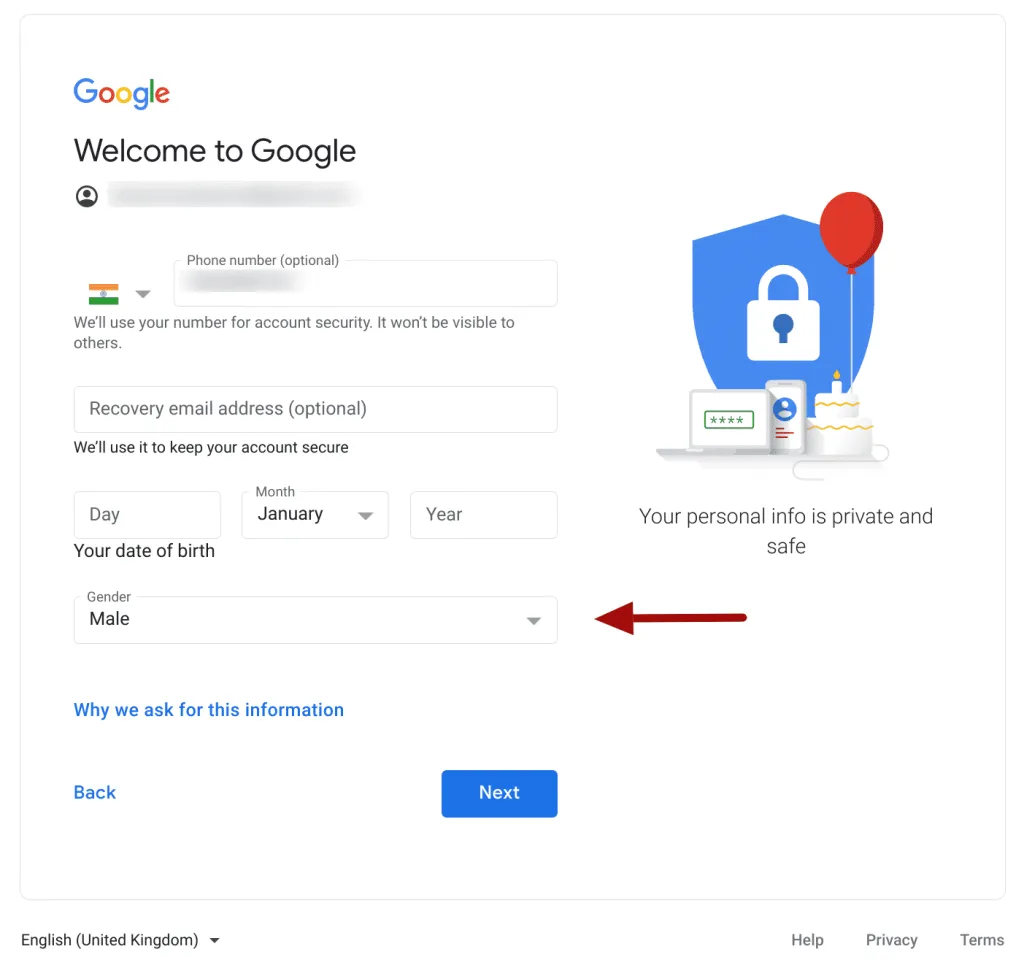 Google
Welcome to Google
Phone number (optional)
We'll use your number for account security. It won't be visible to
others.
Recovery email address (optional)
We'll use it to keep your account secure
Day
Month
January
Year
Your date of birth
Gender
Male
Why we ask for this information
Back
Next
****
Your personal info is private and
safe
English (United Kingdom)
Help
Privacy
Terms